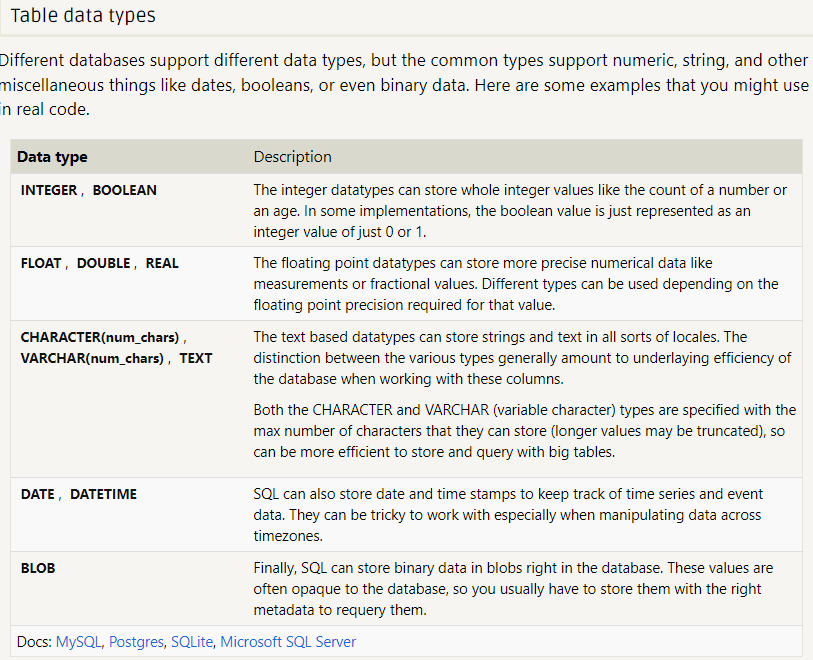 Table data types
Different databases support different data types, but the common types support numeric, string, and other
miscellaneous things like dates, booleans, or even binary data. Here are some examples that you might use
in real code.
Data type Description
INTEGER , BOOLEAN
The integer datatypes can store whole integer values like the count of a number or
an age. In some implementations, the boolean value is just represented as an
integer value of just 0 or 1.
FLOAT , DOUBLE , REAL
The floating point datatypes can store more precise numerical data like
measurements or fractional values. Different types can be used depending on the
floating point precision required for that value.
CHARACTER(num_chars) ,
VARCHAR(num_chars) , TEXT
The text based datatypes can store strings and text in all sorts of locales. The
distinction between the various types generally amount to underlaying efficiency of
the database when working with these columns.
Both the CHARACTER and VARCHAR (variable character) types are specified with the
max number of characters that they can store (longer values may be truncated), so
can be more efficient to store and query with big tables.
DATE , DATETIME
SQL can also store date and time stamps to keep track of time series and event
data. They can be tricky to work with especially when manipulating data across
timezones.
BLOB
Finally, SQL can store binary data in blobs right in the database. These values are
often opaque to the database, so you usually have to store them with the right
metadata to requery them.
Docs: MySQL, Postgres, SQLite, Microsoft SQL Server